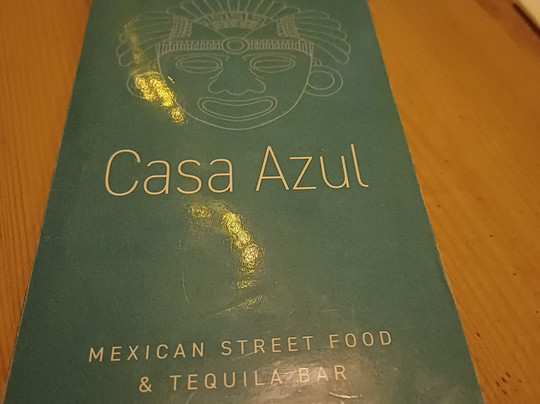 Casa Azul
MEXICAN STREET FOOD
& TEQUILA BAR